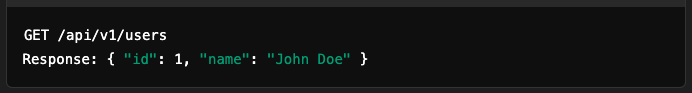 GET /api/v1/users
Response: { "id": 1, "name": "John Doe" }